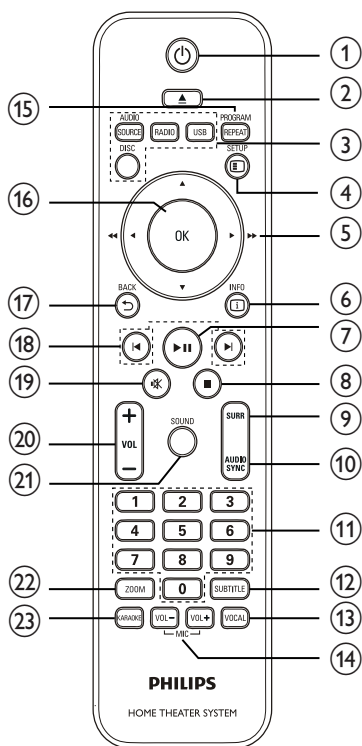 1
2
15
AUDIO SOURCE
RADIO
USB
PROGRAM REPEAT
3
DISC
SETUP
4
16
OK
5
17
BACK
INFO
6
7
18
19
8
20
+
VOL
−
SOUND
21
SURR
9
AUDIO SYNC
10
1 2 3
4 5 6
7 8 9
11
22
ZOOM
0
SUBTITLE
12
23
KARAOKE
VOL−
VOL+
VOCAL
13
MIC
14
PHILIPS
HOME THEATER SYSTEM